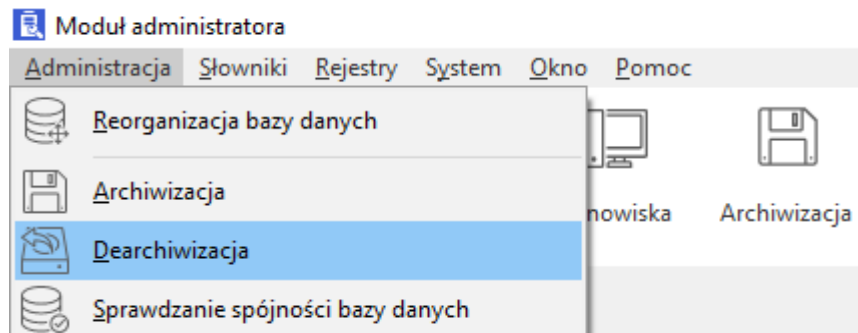 Moduł administratora
Administracja Słowniki Rejestry System Okno Pomoc
Reorganizacja bazy danych
Archiwizacja
Dearchiwizacja
Sprawdzanie spójności bazy danych
nowiska Archiwizacja